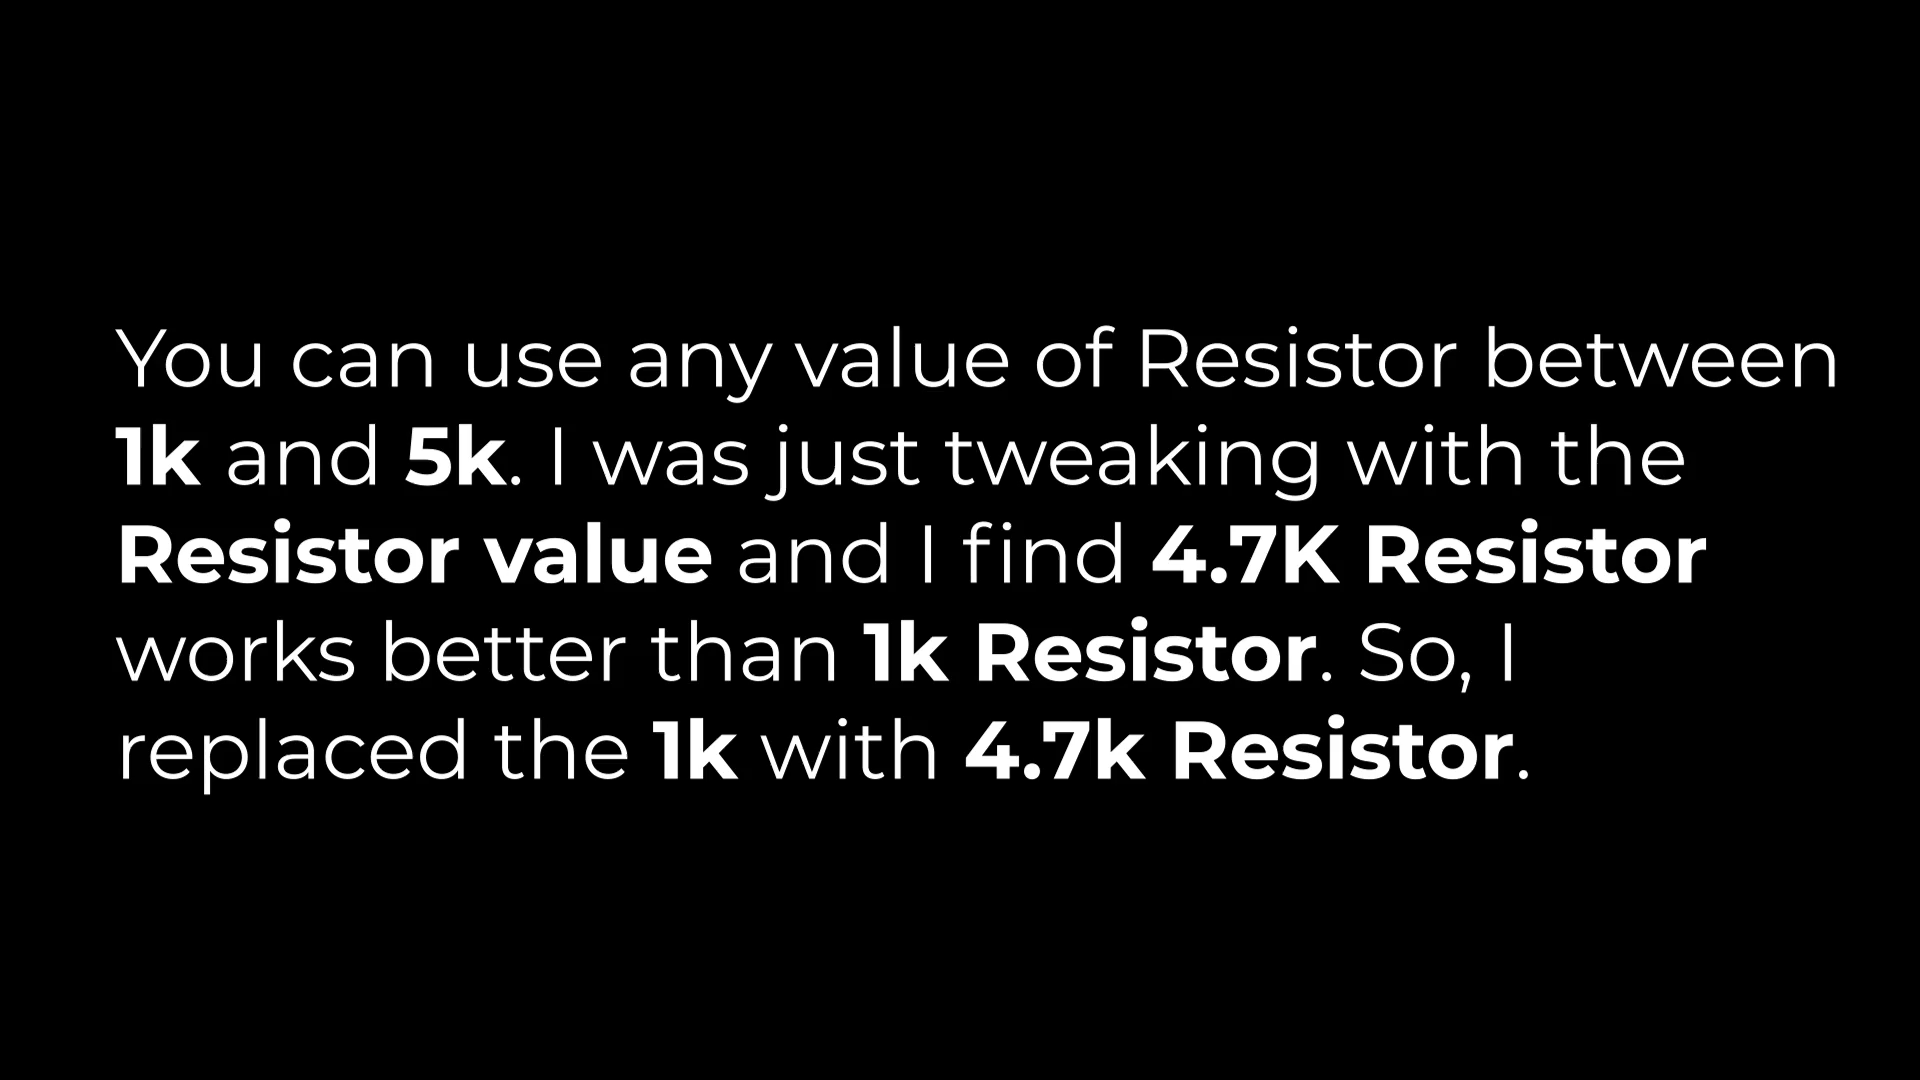 You can use any value of Resistor between
1k and 5k. I was just tweaking with the
Resistor value and I find 4.7K Resistor
works better than 1k Resistor. So, I
replaced the 1k with 4.7k Resistor.